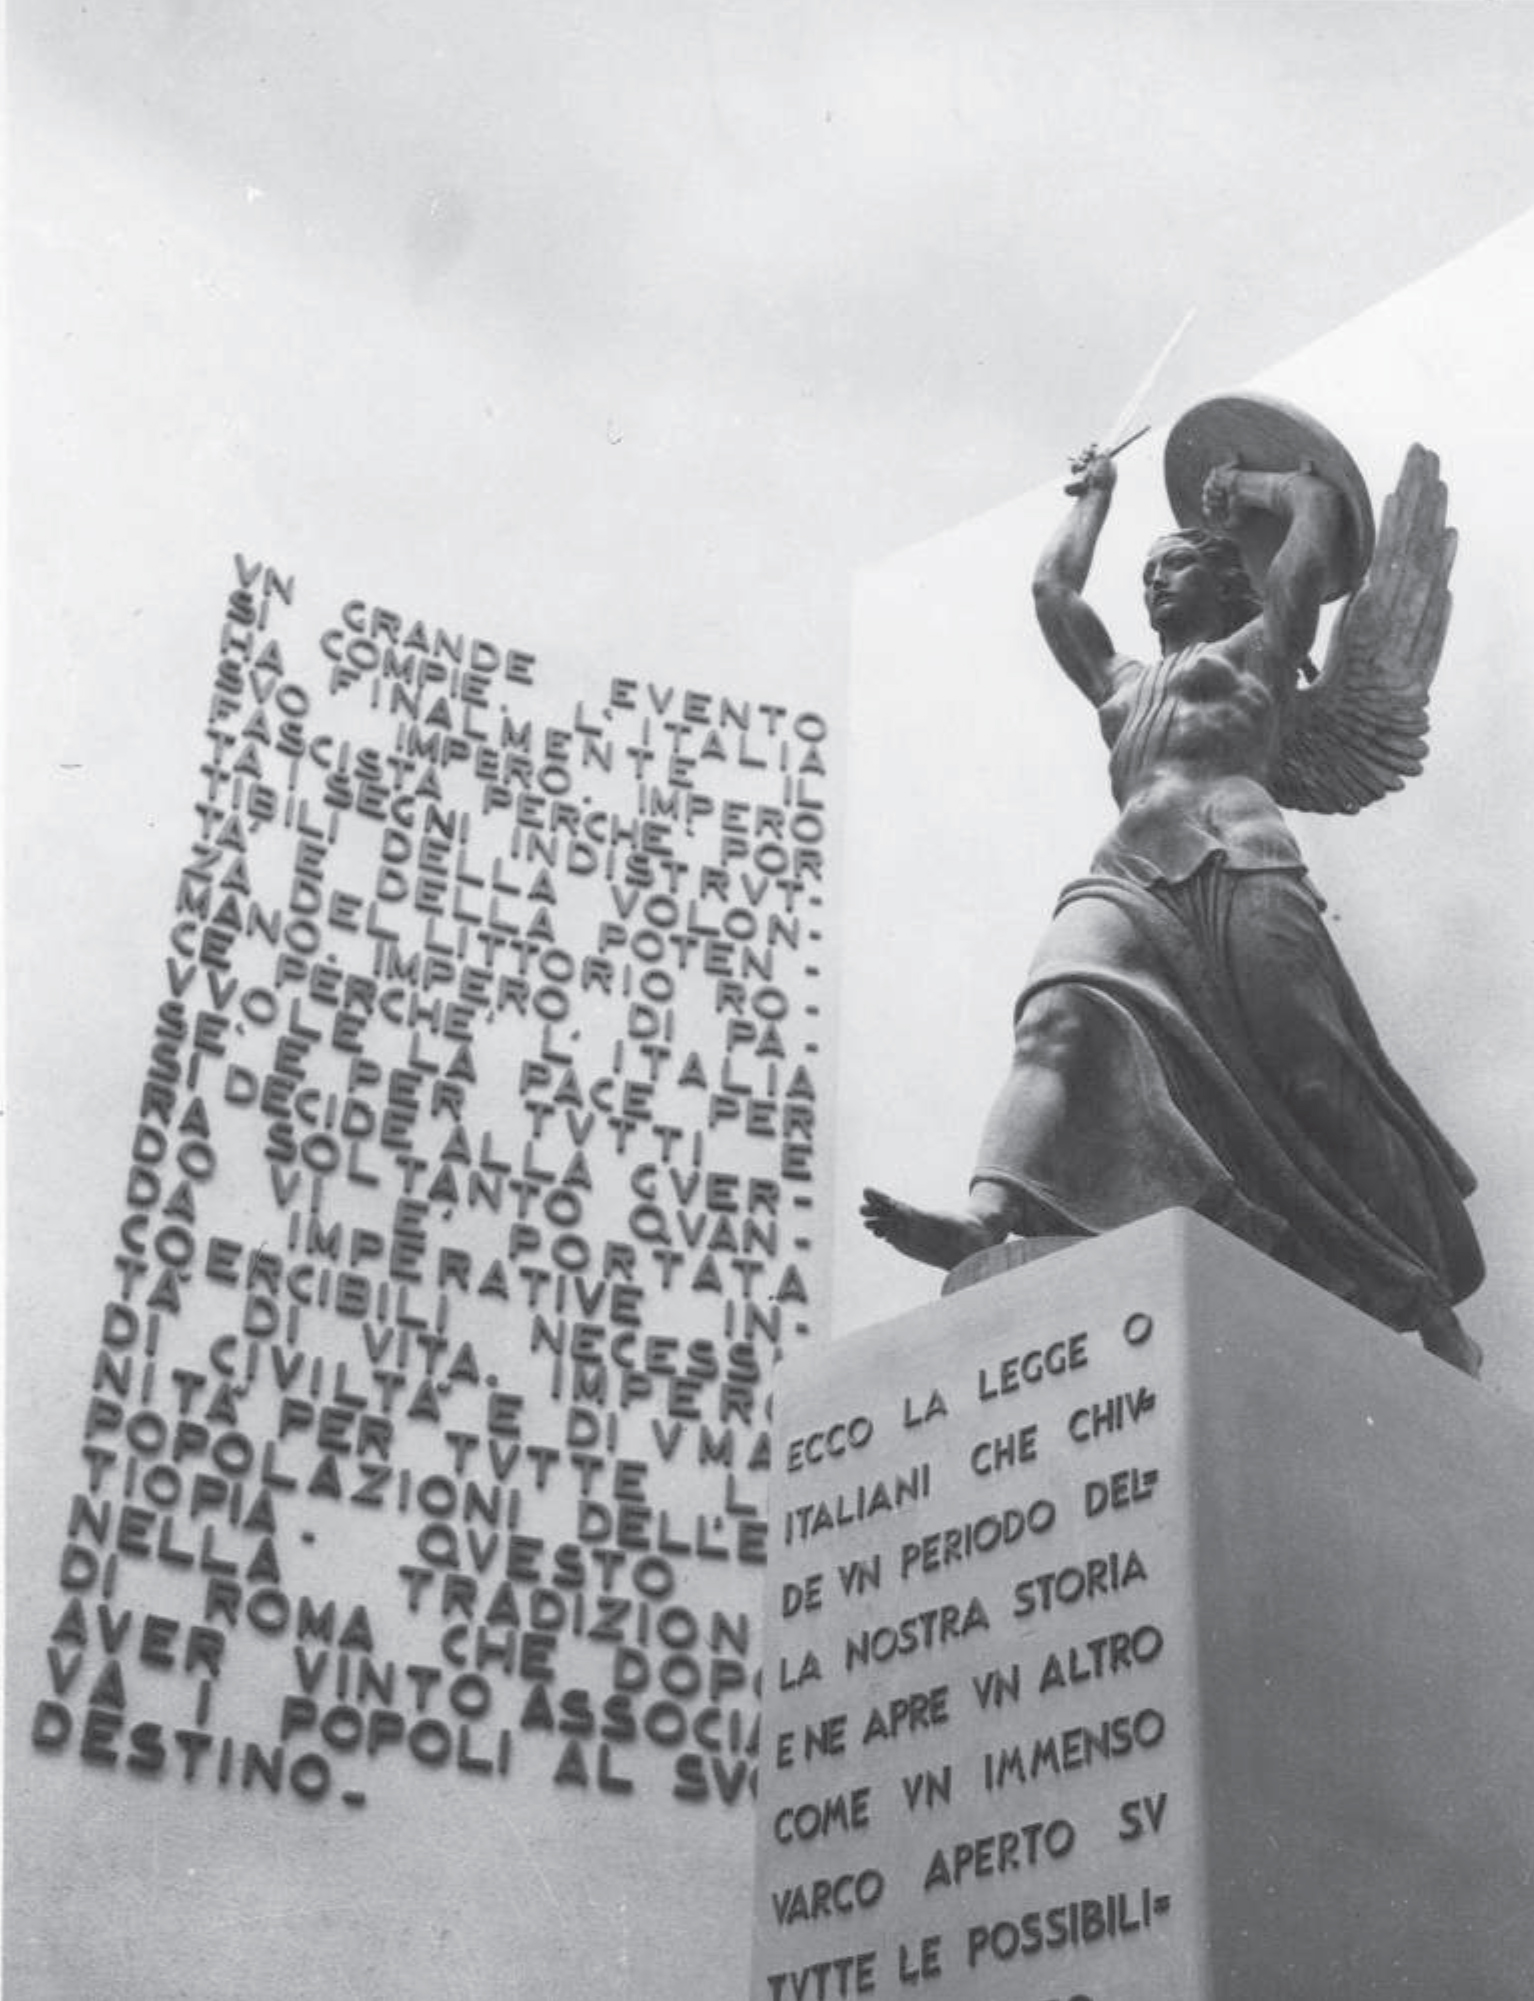 VN GRANDE EVENTO
SI COMPIE. L'ITALIA
HA FINALMENTE IL
SVO IMPERO. IMPERO
FASCISTA PERCHE' POR-
TA I SEGNI INDISTRVT-
TIBILI DELLA VOLON-
TA' E DELLA POTEN-
ZA DEL LITTORIO RO-
MANO. IMPERO DI PA-
CE PERCHE' L'ITALIA
VVOLE LA PACE PER
SE' E PER TVTTI E
SI DECIDE ALLA GVER-
RA SOLTANTO QVAN-
DO VI E' PORTATA
DA IMPERATIVE IN-
COERCIBILI NECESS
TA' DI VITA. IMPERO
DI CIVILTA' E DI VMA
NITA' PER TVTTE L
POPOLAZIONI DELL'E
TIOPIA - QVESTO
NELLA TRADIZION
DI ROMA CHE DOPO
AVER VINTO ASSOCIA
VA I POPOLI AL SVO
DESTINO.-
ECCO LA LEGGE O
ITALIANI CHE CHIV=
DE VN PERIODO DEL=
LA NOSTRA STORIA
E NE APRE VN ALTRO
COME VN IMMENSO
VARCO APERTO SV
TVTTE LE POSSIBILI=